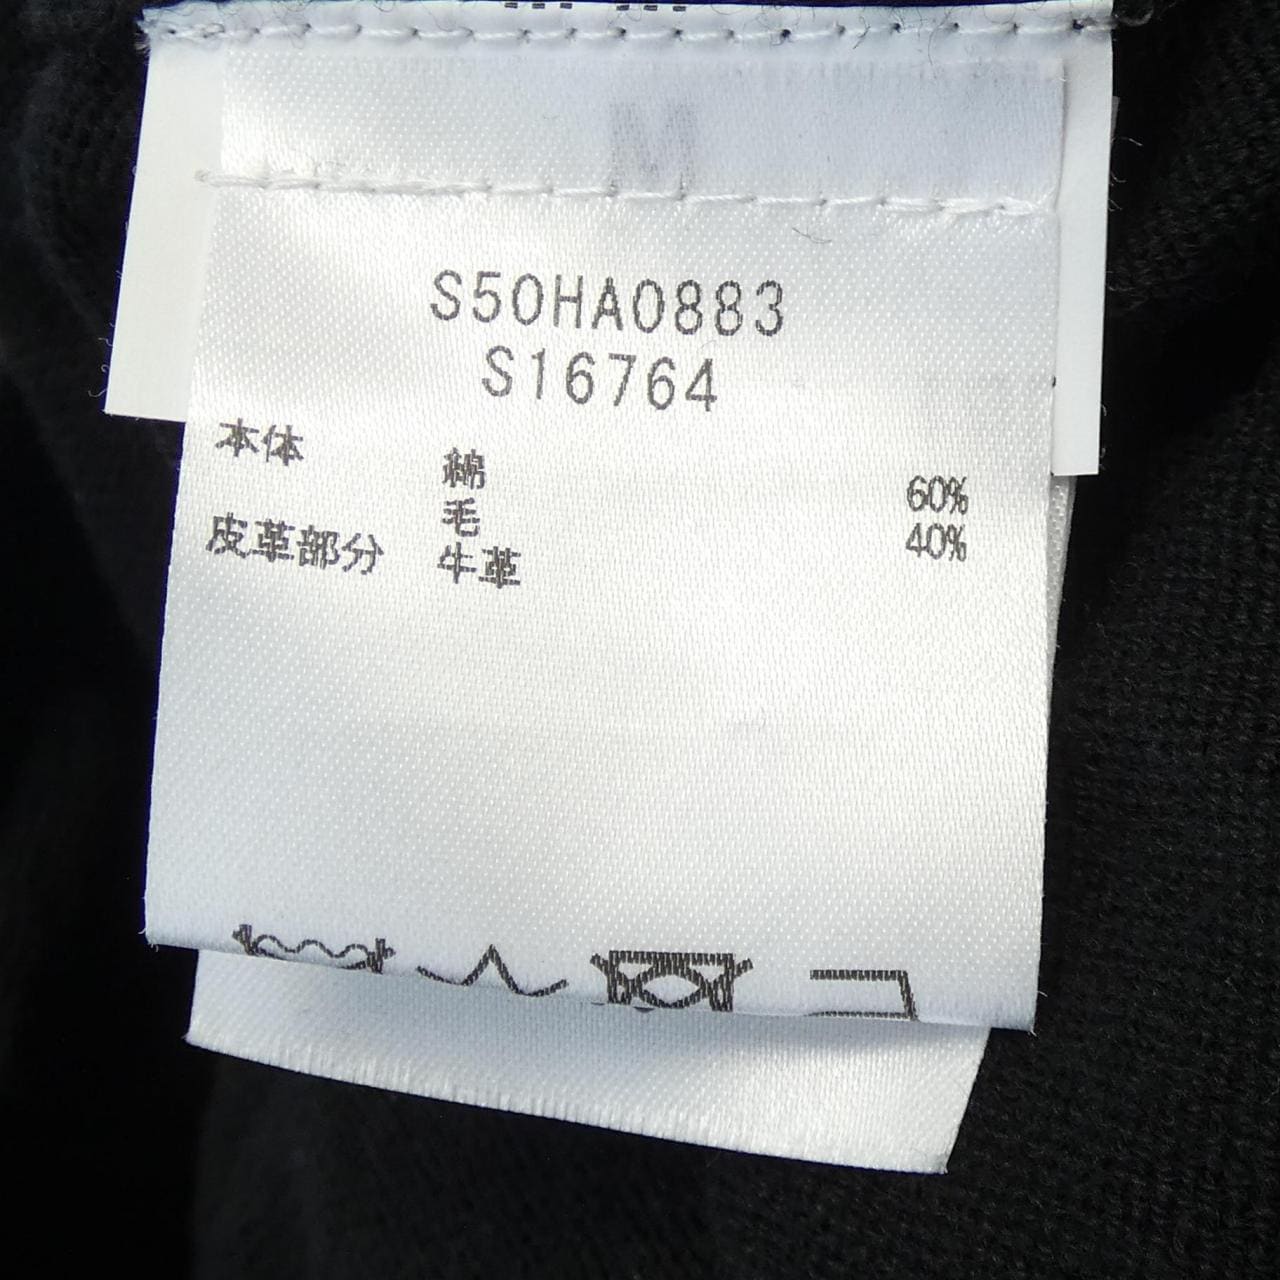 M
S50HA0883
S16764
本体 綿 60%
毛 40%
皮革部分 牛革